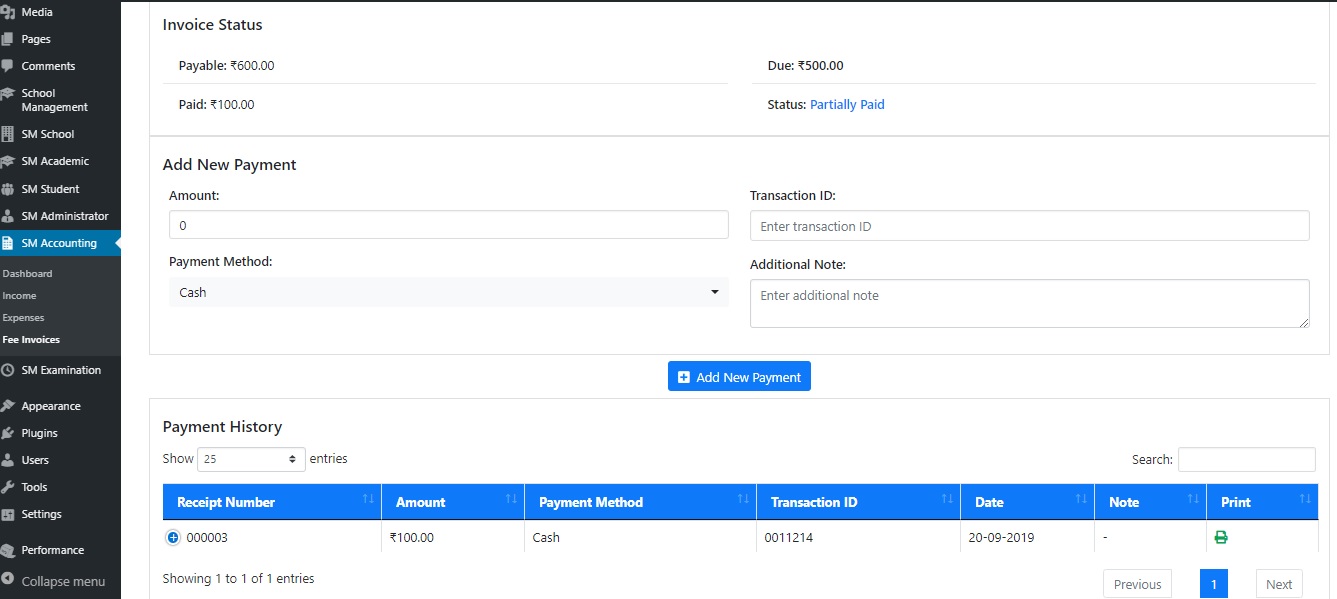 Media
Pages
Comments
School
Management
SM School
SM Academic
SM Student
SM Administrator
SM Accounting
Dashboard
Income
Expenses
Fee Invoices
SM Examination
Appearance
Plugins
Users
Tools
Settings
Performance
Collapse menu
Invoice Status
Payable: ₹600.00
Due: ₹500.00
Paid: ₹100.00
Status: Partially Paid
Add New Payment
Amount:
0
Transaction ID:
Enter transaction ID
Payment Method:
Cash
Additional Note:
Enter additional note
Add New Payment
Payment History
Show 25 entries
Search:
Receipt Number Amount Payment Method Transaction ID Date Note Print
000003 ₹100.00 Cash 0011214 20-09-2019 -
Showing 1 to 1 of 1 entries
Previous 1 Next